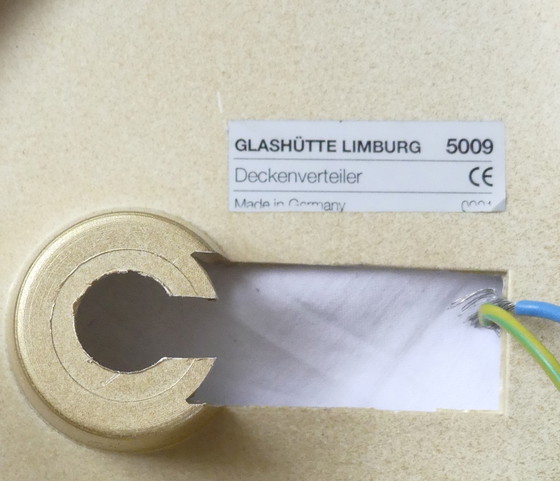 GLASHÜTTE LIMBURG 5009
Deckenverteiler CE
Made in Germany